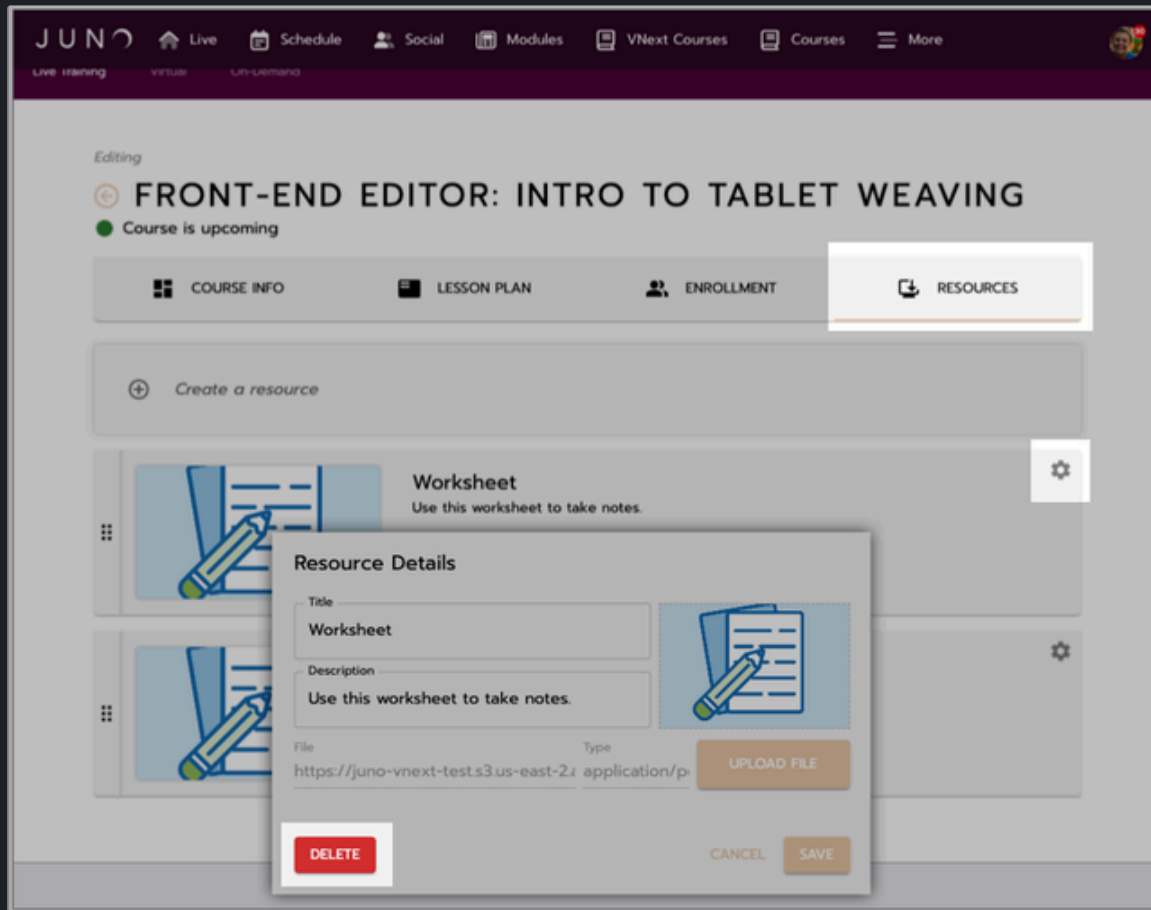 JUNO Live Schedule Social Modules VNext Courses Courses More
Live Training Virtual On-Demand
Editing
FRONT-END EDITOR: INTRO TO TABLET WEAVING
Course is upcoming
COURSE INFO LESSON PLAN ENROLLMENT RESOURCES
Create a resource
Worksheet
Use this worksheet to take notes.
Resource Details
Title
Worksheet
Description
Use this worksheet to take notes.
File Type
https://juno-vnext-test.s3.us-east-2.a application/p UPLOAD FILE
DELETE CANCEL SAVE